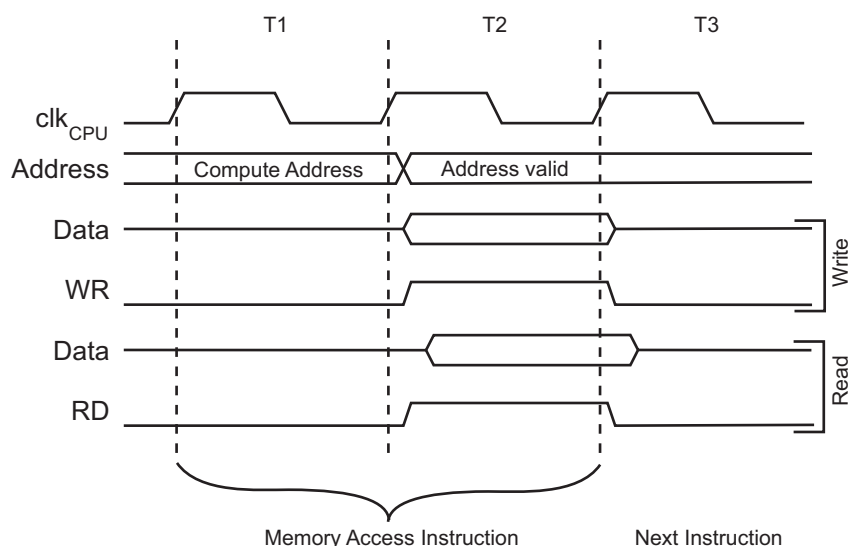 T1 T2 T3
clkCPU
Address Compute Address Address valid
Data
WR
Write
Data
RD
Read
Memory Access Instruction Next Instruction